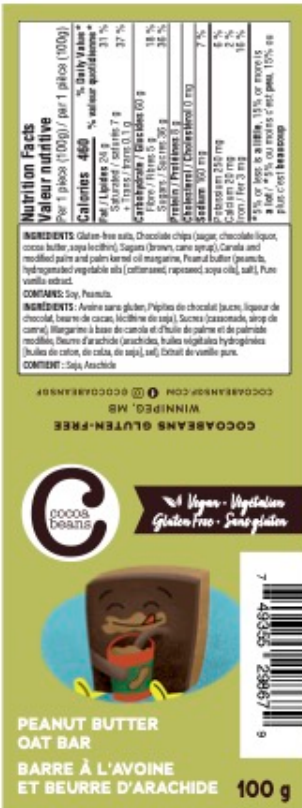 Nutrition Facts
Valeur nutritive
Per 1 piece (100g) / par 1 pièce (100g)
% Daily Value*
Calories 460 % valeur quotidienne*
Fat / Lipides 24 g 31 %
Saturated / saturés 7 g 37 %
+ Trans / trans 0.1 g
Carbohydrate / Glucides 60 g
Fibre / Fibres 5 g 18 %
Sugars / Sucres 36 g 36 %
Protein / Protéines 8 g
Cholesterol / Cholestérol 0 mg
Sodium 160 mg 7 %
Potassium 250 mg 6 %
Calcium 20 mg 2 %
Iron / Fer 3 mg 16 %
*5% or less is a little, 15% or more is
a lot / *5% ou moins c'est peu, 15% ou
plus c'est beaucoup
INGREDIENTS: Gluten-free oats, Chocolate chips (sugar, chocolate liquor,
cocoa butter, soya lecithin), Sugars (brown, cane syrup), Canola and
modified palm and palm kernel oil margarine, Peanut butter (peanuts,
hydrogenated vegetable oils (cottonseed, rapeseed, soya oils), salt), Pure
vanilla extract.
CONTAINS: Soy, Peanuts.
INGRÉDIENTS : Avoine sans gluten, Pépites de chocolat (sucre, liqueur de
chocolat, beurre de cacao, lécithine de soja), Sucres (cassonade, sirop de
canne), Margarine à base de canola et d'huile de palme et de palmiste
modifiée, Beurre d'arachide (arachides, huiles végétales hydrogénées
(huiles de coton, de colza, de soja), sel), Extrait de vanille pure.
CONTIENT : Soja, Arachide
COCOABEANS GLUTEN-FREE
WINNIPEG, MB
COCOABEANSGF.COM @COCOABEANSGF
cocoa
beans
Vegan - Végétalien
Gluten Free - Sans gluten
7 49355 29867 9
PEANUT BUTTER
OAT BAR
BARRE À L'AVOINE
ET BEURRE D'ARACHIDE 100 g